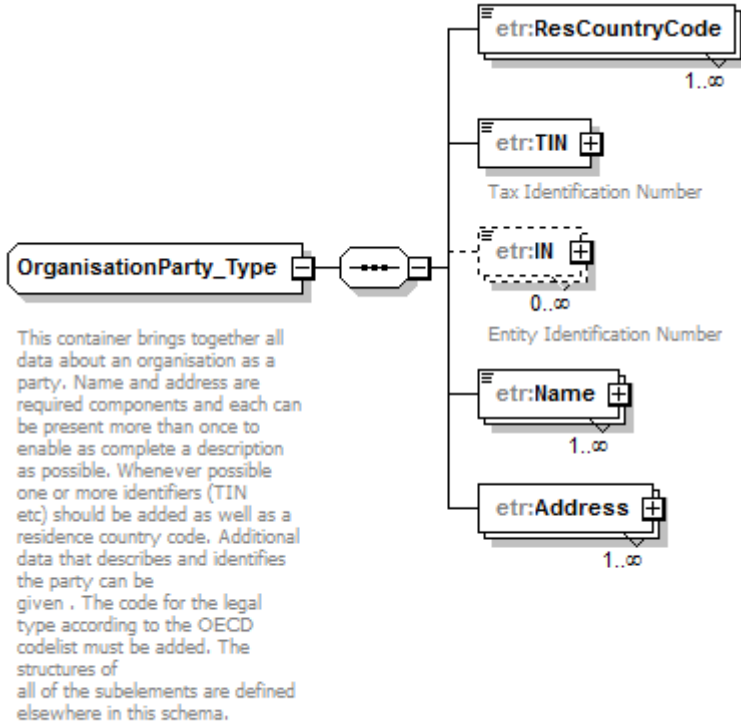 etr:ResCountryCode
1..∞
etr:TIN
Tax Identification Number
etr:IN
0..∞
Entity Identification Number
OrganisationParty_Type
This container brings together all
data about an organisation as a
party. Name and address are
required components and each can
be present more than once to
enable as complete a description
as possible. Whenever possible
one or more identifiers (TIN
etc) should be added as well as a
residence country code. Additional
data that describes and identifies
the party can be
given . The code for the legal
type according to the OECD
codelist must be added. The
structures of
all of the subelements are defined
elsewhere in this schema.
etr:Name
1..∞
etr:Address
1..∞